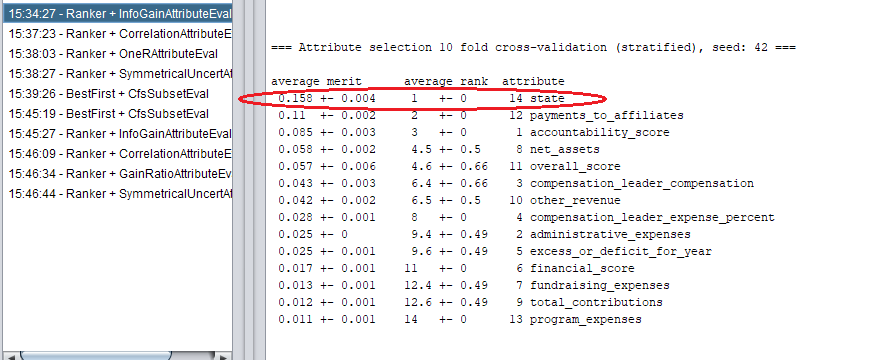 15:34:27 - Ranker + InfoGainAttributeEval
15:37:23 - Ranker + CorrelationAttributeE
15:38:03 - Ranker + OneRAttributeEval
15:38:27 - Ranker + SymmetricalUncertAt
15:39:26 - BestFirst + CfsSubsetEval
15:45:19 - BestFirst + CfsSubsetEval
15:45:27 - Ranker + InfoGainAttributeEval
15:46:09 - Ranker + CorrelationAttributeE
15:46:34 - Ranker + GainRatioAttributeEval
15:46:44 - Ranker + SymmetricalUncertAt
=== Attribute selection 10 fold cross-validation (stratified), seed: 42 ===
average merit average rank attribute
0.158 +- 0.004 1 +- 0 14 state
0.11 +- 0.002 2 +- 0 12 payments_to_affiliates
0.085 +- 0.003 3 +- 0 1 accountability_score
0.058 +- 0.002 4.5 +- 0.5 8 net_assets
0.057 +- 0.006 4.6 +- 0.66 11 overall_score
0.043 +- 0.003 6.4 +- 0.66 3 compensation_leader_compensation
0.042 +- 0.002 6.5 +- 0.5 10 other_revenue
0.028 +- 0.001 8 +- 0 4 compensation_leader_expense_percent
0.025 +- 0 9.4 +- 0.49 2 administrative_expenses
0.025 +- 0.001 9.6 +- 0.49 5 excess_or_deficit_for_year
0.017 +- 0.001 11 +- 0 6 financial_score
0.013 +- 0.001 12.4 +- 0.49 7 fundraising_expenses
0.012 +- 0.001 12.6 +- 0.49 9 total_contributions
0.011 +- 0.001 14 +- 0 13 program_expenses